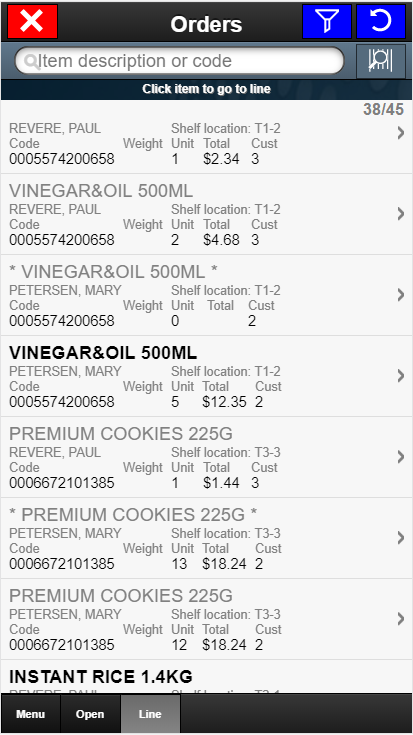 Orders
Item description or code
Click item to go to line
38/45
REVERE, PAUL Shelf location: T1-2
Code Weight Unit Total Cust
0005574200658 1 $2.34 3
VINEGAR&OIL 500ML
REVERE, PAUL Shelf location: T1-2
Code Weight Unit Total Cust
0005574200658 2 $4.68 3
* VINEGAR&OIL 500ML *
PETERSEN, MARY Shelf location: T1-2
Code Weight Unit Total Cust
0005574200658 0 2
VINEGAR&OIL 500ML
PETERSEN, MARY Shelf location: T1-2
Code Weight Unit Total Cust
0005574200658 5 $12.35 2
PREMIUM COOKIES 225G
REVERE, PAUL Shelf location: T3-3
Code Weight Unit Total Cust
0006672101385 1 $1.44 3
* PREMIUM COOKIES 225G *
PETERSEN, MARY Shelf location: T3-3
Code Weight Unit Total Cust
0006672101385 13 $18.24 2
PREMIUM COOKIES 225G
PETERSEN, MARY Shelf location: T3-3
Code Weight Unit Total Cust
0006672101385 12 $18.24 2
INSTANT RICE 1.4KG
Menu Open Line